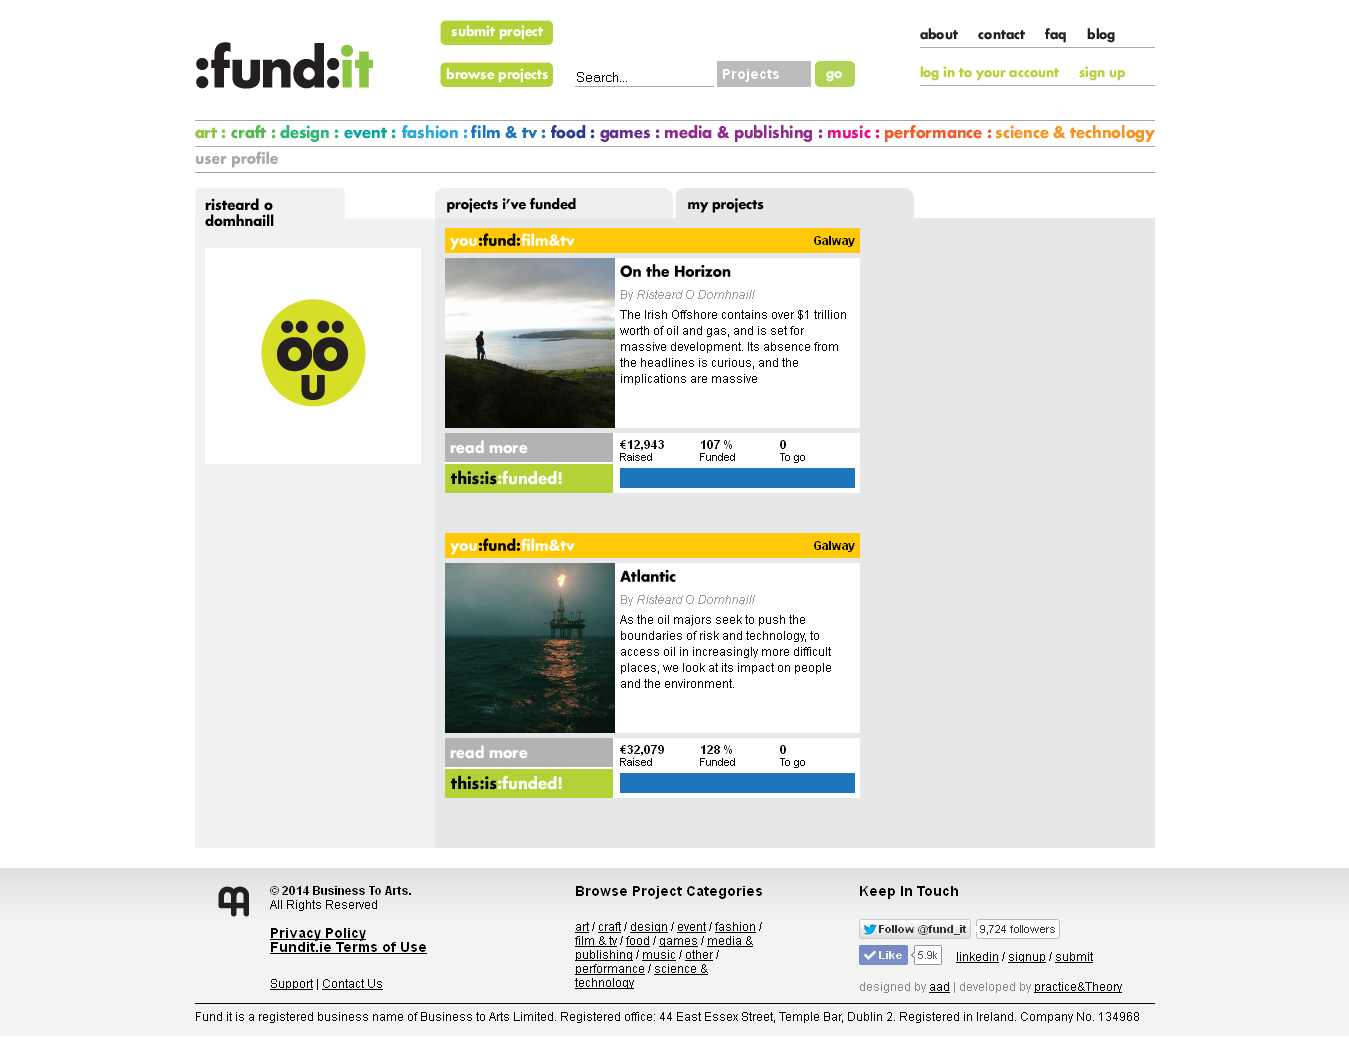 :fund:it
submit project
browse projects
Search...
Projects
go
about contact faq blog
log in to your account sign up
art : craft : design : event : fashion : film & tv : food : games : media & publishing : music : performance : science & technology
user profile
risteard o
domhnaill
projects i've funded
my projects
you:fund:film&tv Galway
On the Horizon
By Risteard O Domhnaill
The Irish Offshore contains over $1 trillion
worth of oil and gas, and is set for
massive development. Its absence from
the headlines is curious, and the
implications are massive
read more
€12,943 107 % 0
Raised Funded To go
this:is:funded!
you:fund:film&tv Galway
Atlantic
By Risteard O Domhnaill
As the oil majors seek to push the
boundaries of risk and technology, to
access oil in increasingly more difficult
places, we look at its impact on people
and the environment.
read more
€32,079 128 % 0
Raised Funded To go
this:is:funded!
© 2014 Business To Arts.
All Rights Reserved
Privacy Policy
Fundit.ie Terms of Use
Support | Contact Us
Browse Project Categories
art / craft / design / event / fashion /
film & tv / food / games / media &
publishing / music / other /
performance / science &
technology
Keep In Touch
Follow @fund_it 9,724 followers
Like 5.9k linkedin / signup / submit
designed by aad | developed by practice&Theory
Fund it is a registered business name of Business to Arts Limited. Registered office: 44 East Essex Street, Temple Bar, Dublin 2. Registered in Ireland. Company No. 134968